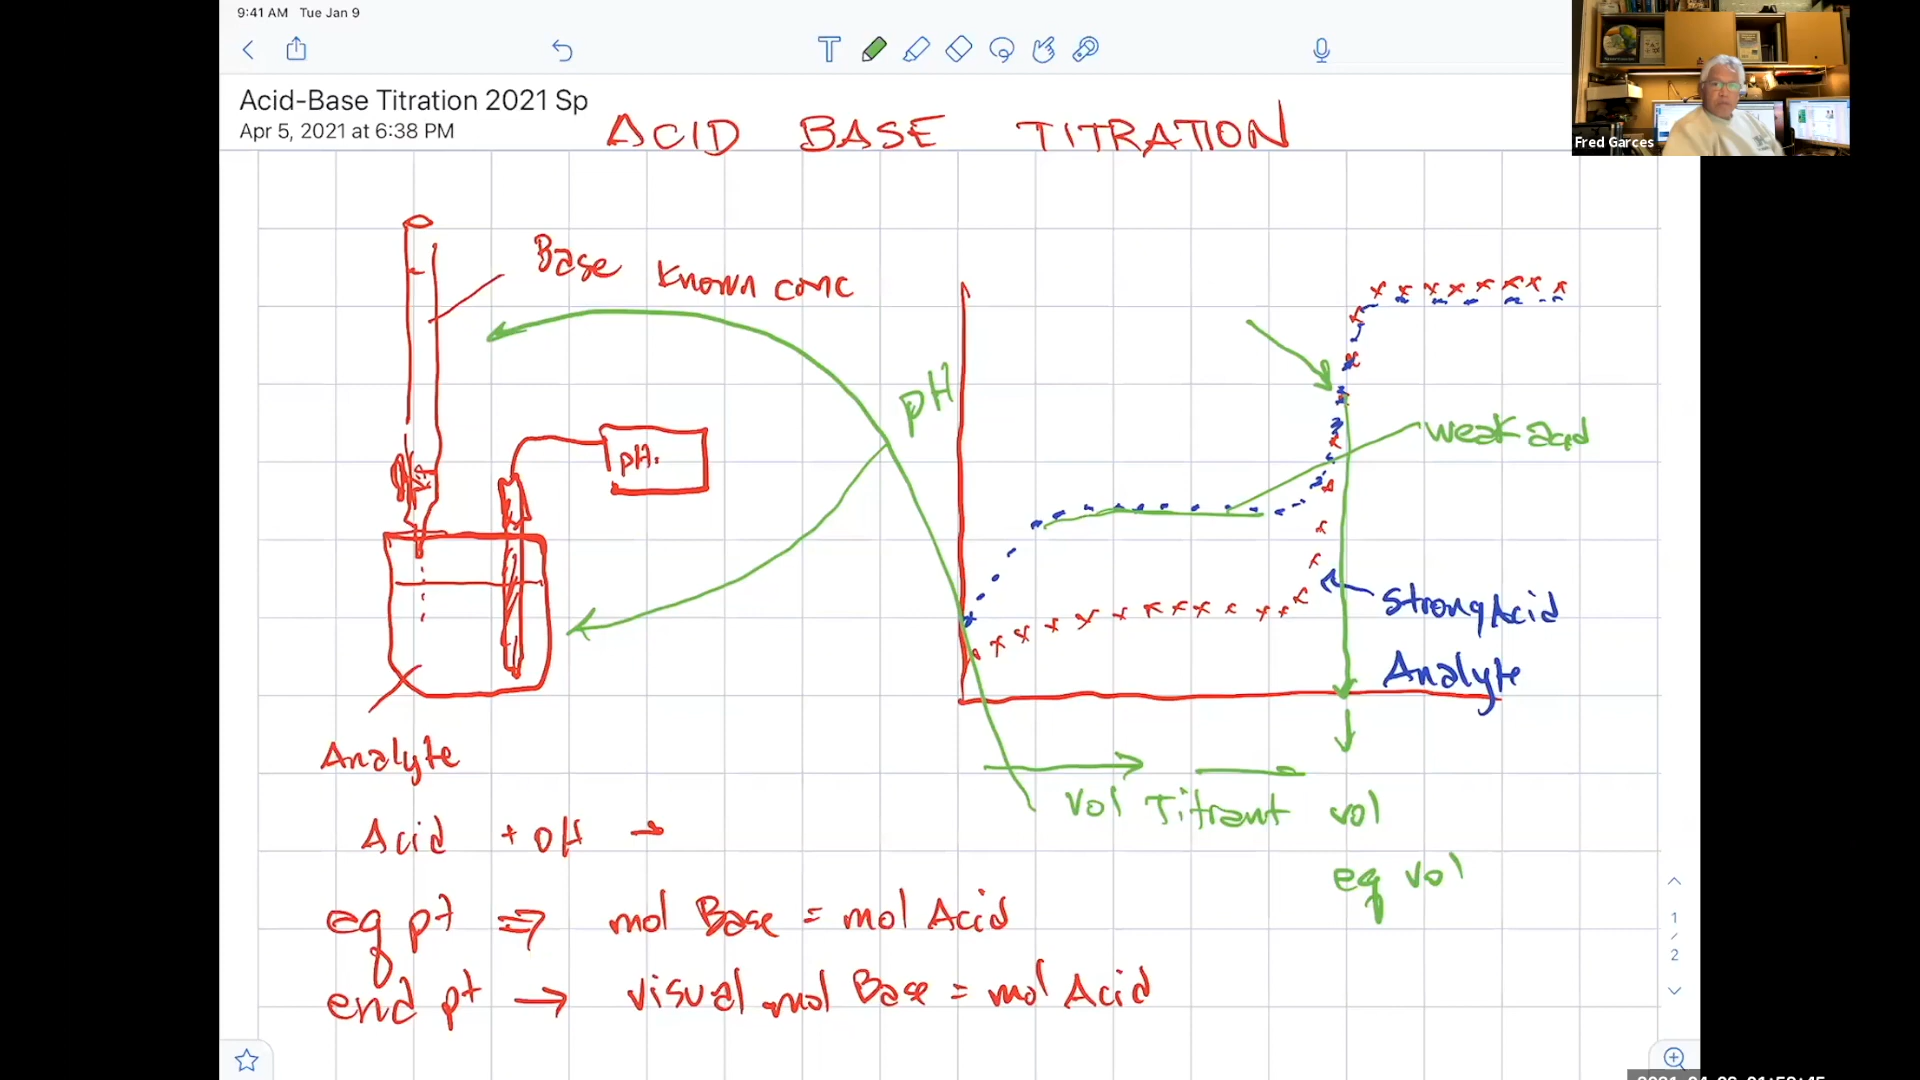 9:41 AM Tue Jan 9
Acid-Base Titration 2021 Sp
Apr 5, 2021 at 6:38 PM
ACID BASE TITRATION
Fred Garces
Base Known conc
pH
pH.
weak acid
Strong Acid
Analyte
Analyte
Vol Titrant vol
eq vol
Acid + OH →
eq pt ⇒ mol Base = mol Acid
end pt → visual mol Base = mol Acid
1
/
2